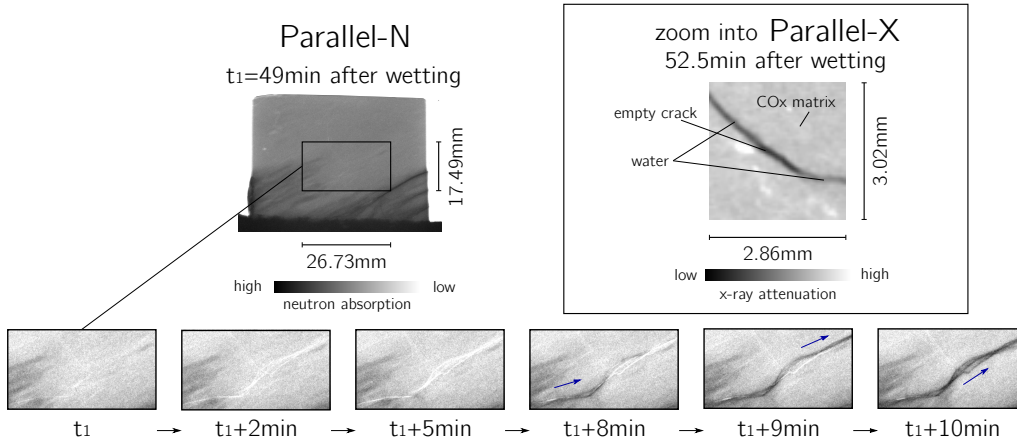 Parallel-N
t1=49min after wetting
17.49mm
26.73mm
high
low
neutron absorption
zoom into Parallel-X
52.5min after wetting
COx matrix
empty crack
water
3.02mm
2.86mm
low
high
x-ray attenuation
t1
t1+2min
t1+5min
t1+8min
t1+9min
t1+10min